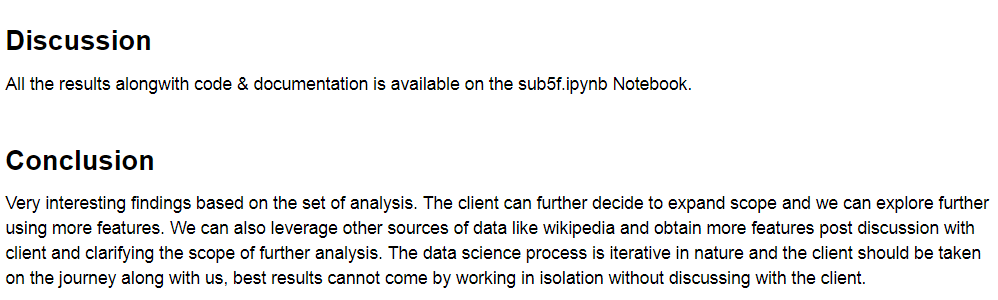 Discussion
All the results alongwith code & documentation is available on the sub5f.ipynb Notebook.
Conclusion
Very interesting findings based on the set of analysis. The client can further decide to expand scope and we can explore further
using more features. We can also leverage other sources of data like wikipedia and obtain more features post discussion with
client and clarifying the scope of further analysis. The data science process is iterative in nature and the client should be taken
on the journey along with us, best results cannot come by working in isolation without discussing with the client.